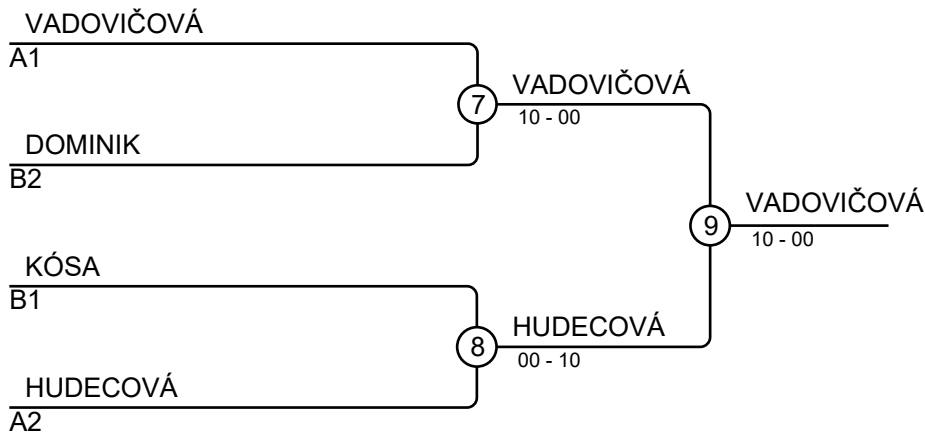 VADOVIČOVÁ
A1
7
VADOVIČOVÁ
10 - 00
DOMINIK
B2
9
VADOVIČOVÁ
10 - 00
KÓSA
B1
8
HUDECOVÁ
00 - 10
HUDECOVÁ
A2